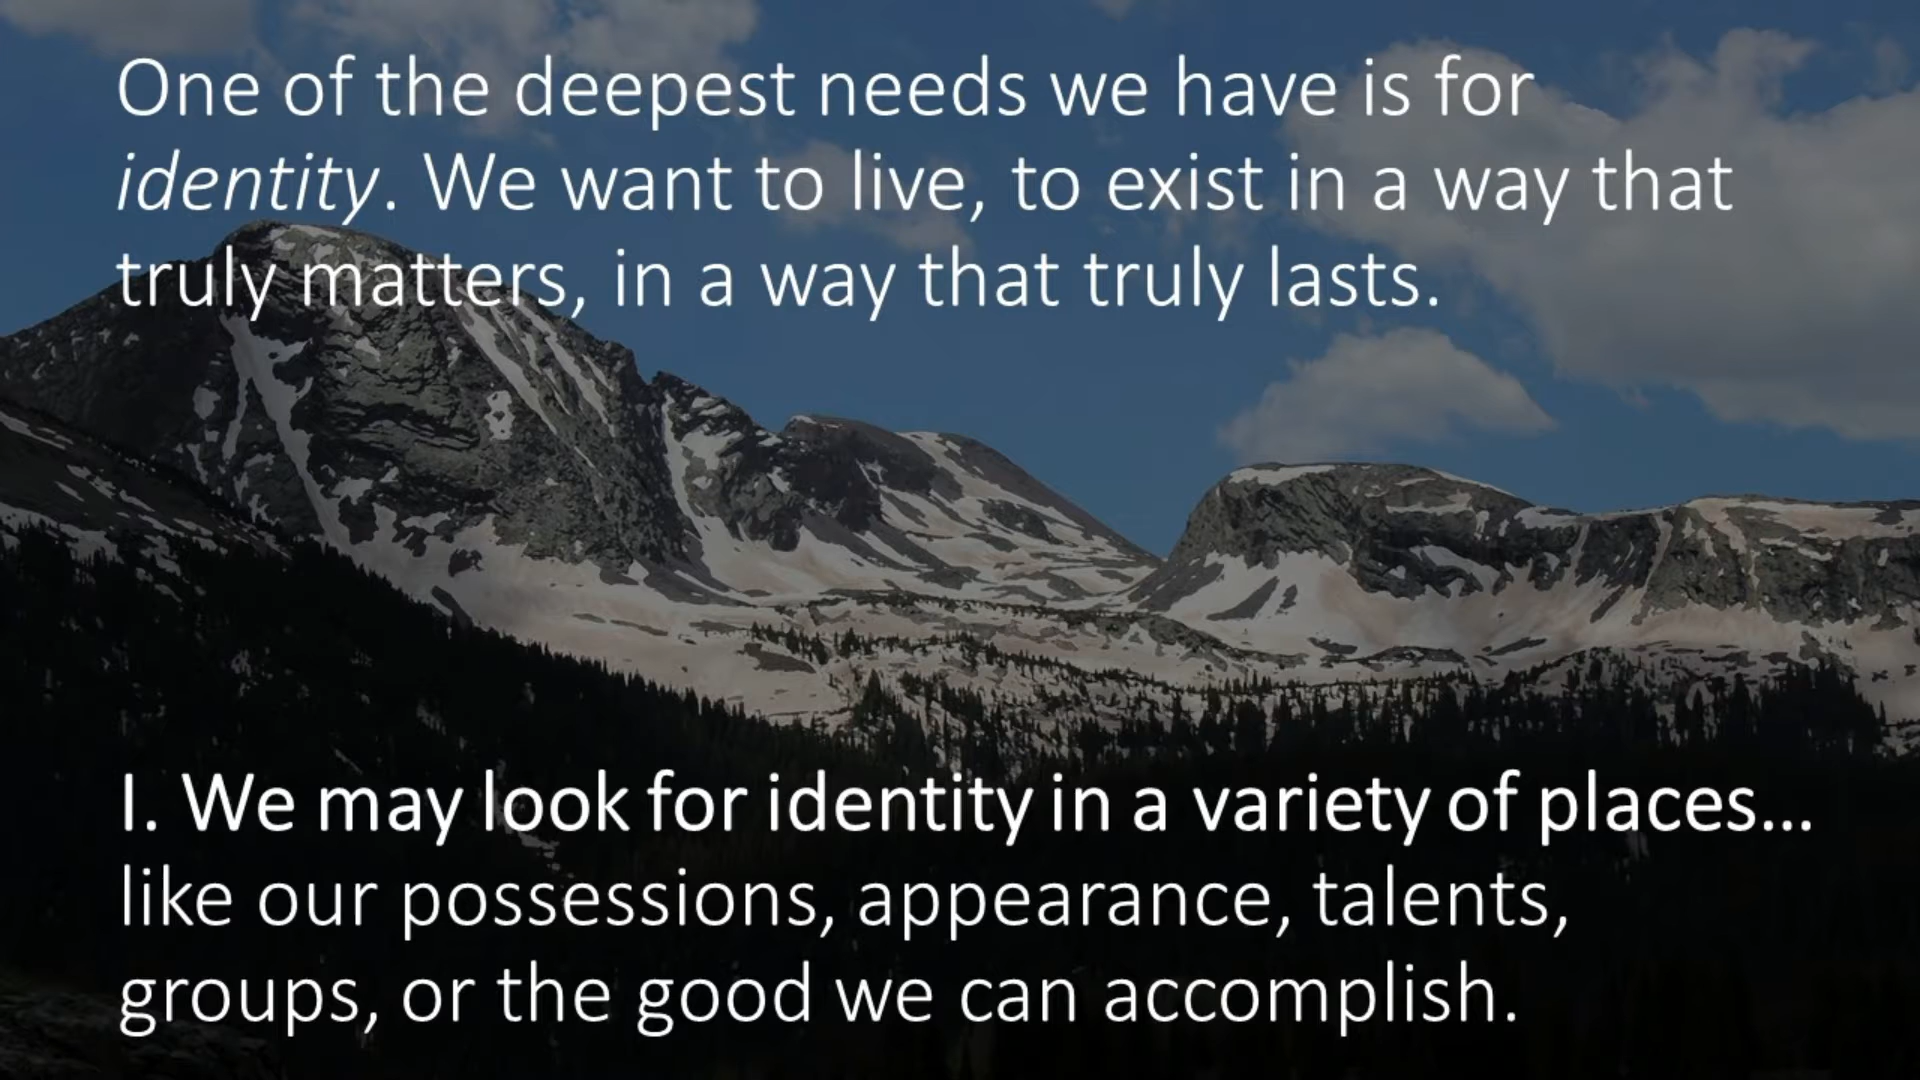 One of the deepest needs we have is for
identity. We want to live, to exist in a way that
truly matters, in a way that truly lasts.
I. We may look for identity in a variety of places...
like our possessions, appearance, talents,
groups, or the good we can accomplish.